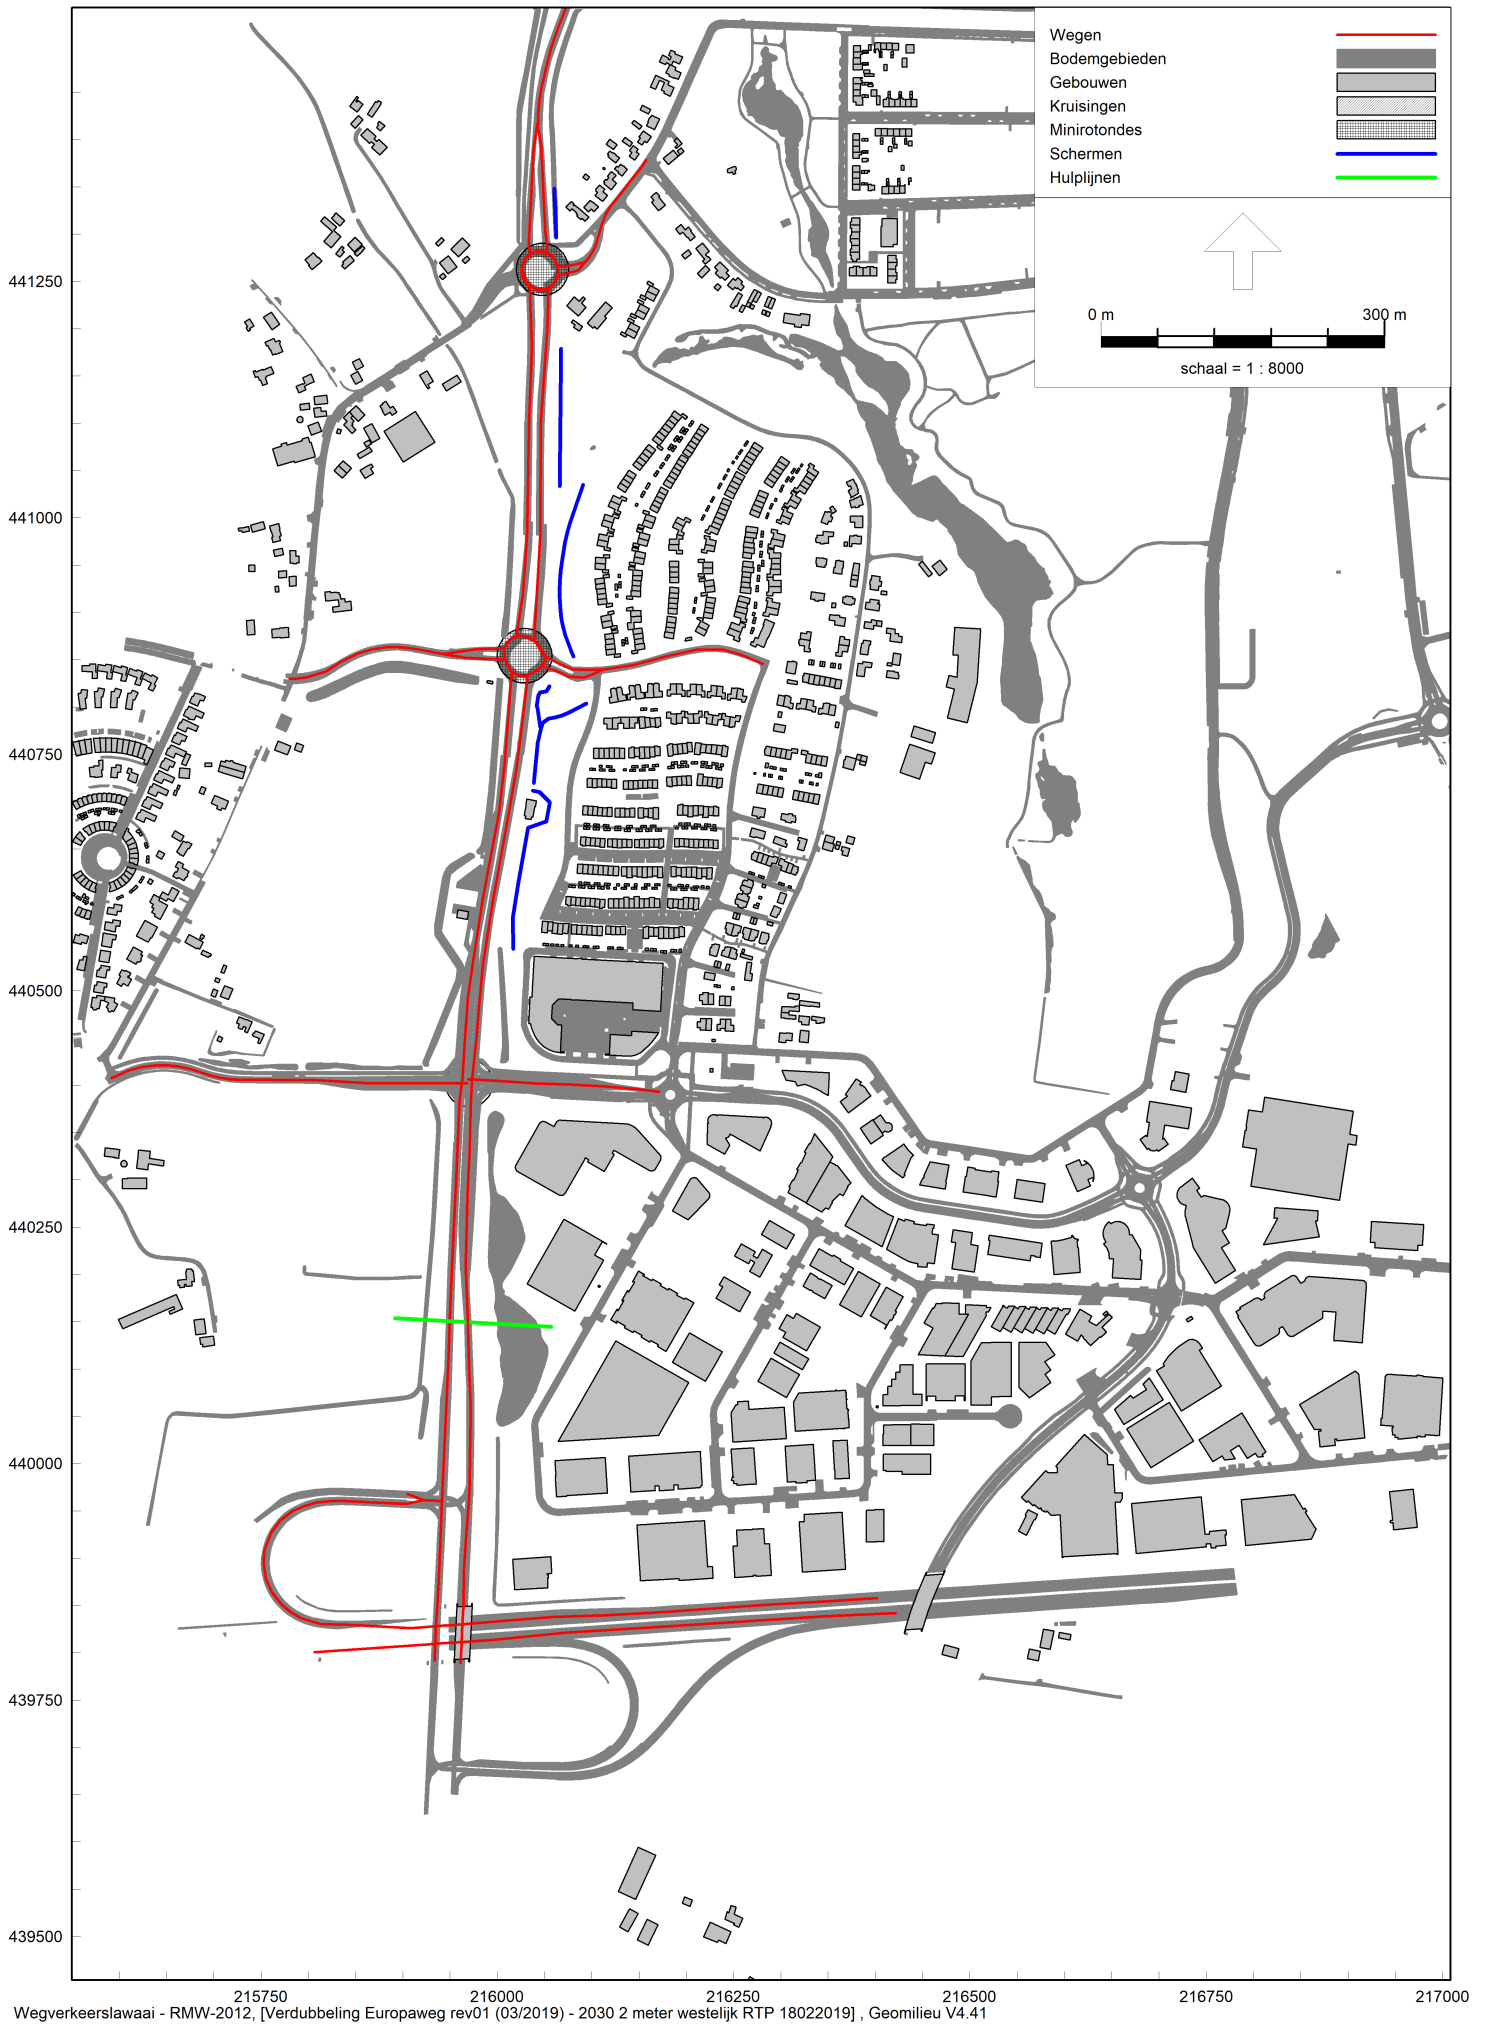 Wegen
Bodemgebieden
Gebouwen
Kruisingen
Minirotondes
Schermen
Hulplijnen
0 m 300 m
schaal = 1 : 8000
441250
441000
440750
440500
440250
440000
439750
439500
215750 216000 216250 216500 216750 217000
Wegverkeerslawaai - RMW-2012, [Verdubbeling Europaweg rev01 (03/2019) - 2030 2 meter westelijk RTP 18022019] , Geomilieu V4.41